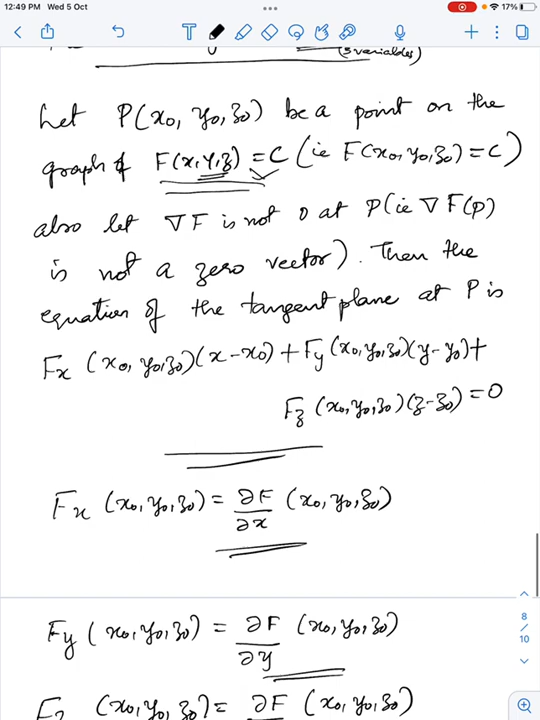 12:49 PM Wed 5 Oct
17%
(3 variables)
Let P(x0, y0, z0) be a point on the
graph of F(x, y, z) = C (ie F(x0, y0, z0) = C)
also let ∇F is not 0 at P (ie ∇F(P)
is not a zero vector). Then the
equation of the tangent plane at P is
Fx (x0, y0, z0)(x-x0) + Fy (x0, y0, z0)(y-y0) +
Fz (x0, y0, z0)(z-z0) = 0
Fx (x0, y0, z0) = ∂F/∂x (x0, y0, z0)
8
/
10
Fy (x0, y0, z0) = ∂F/∂y (x0, y0, z0)
Fz (x0, y0, z0) = ∂F (x0, y0, z0)